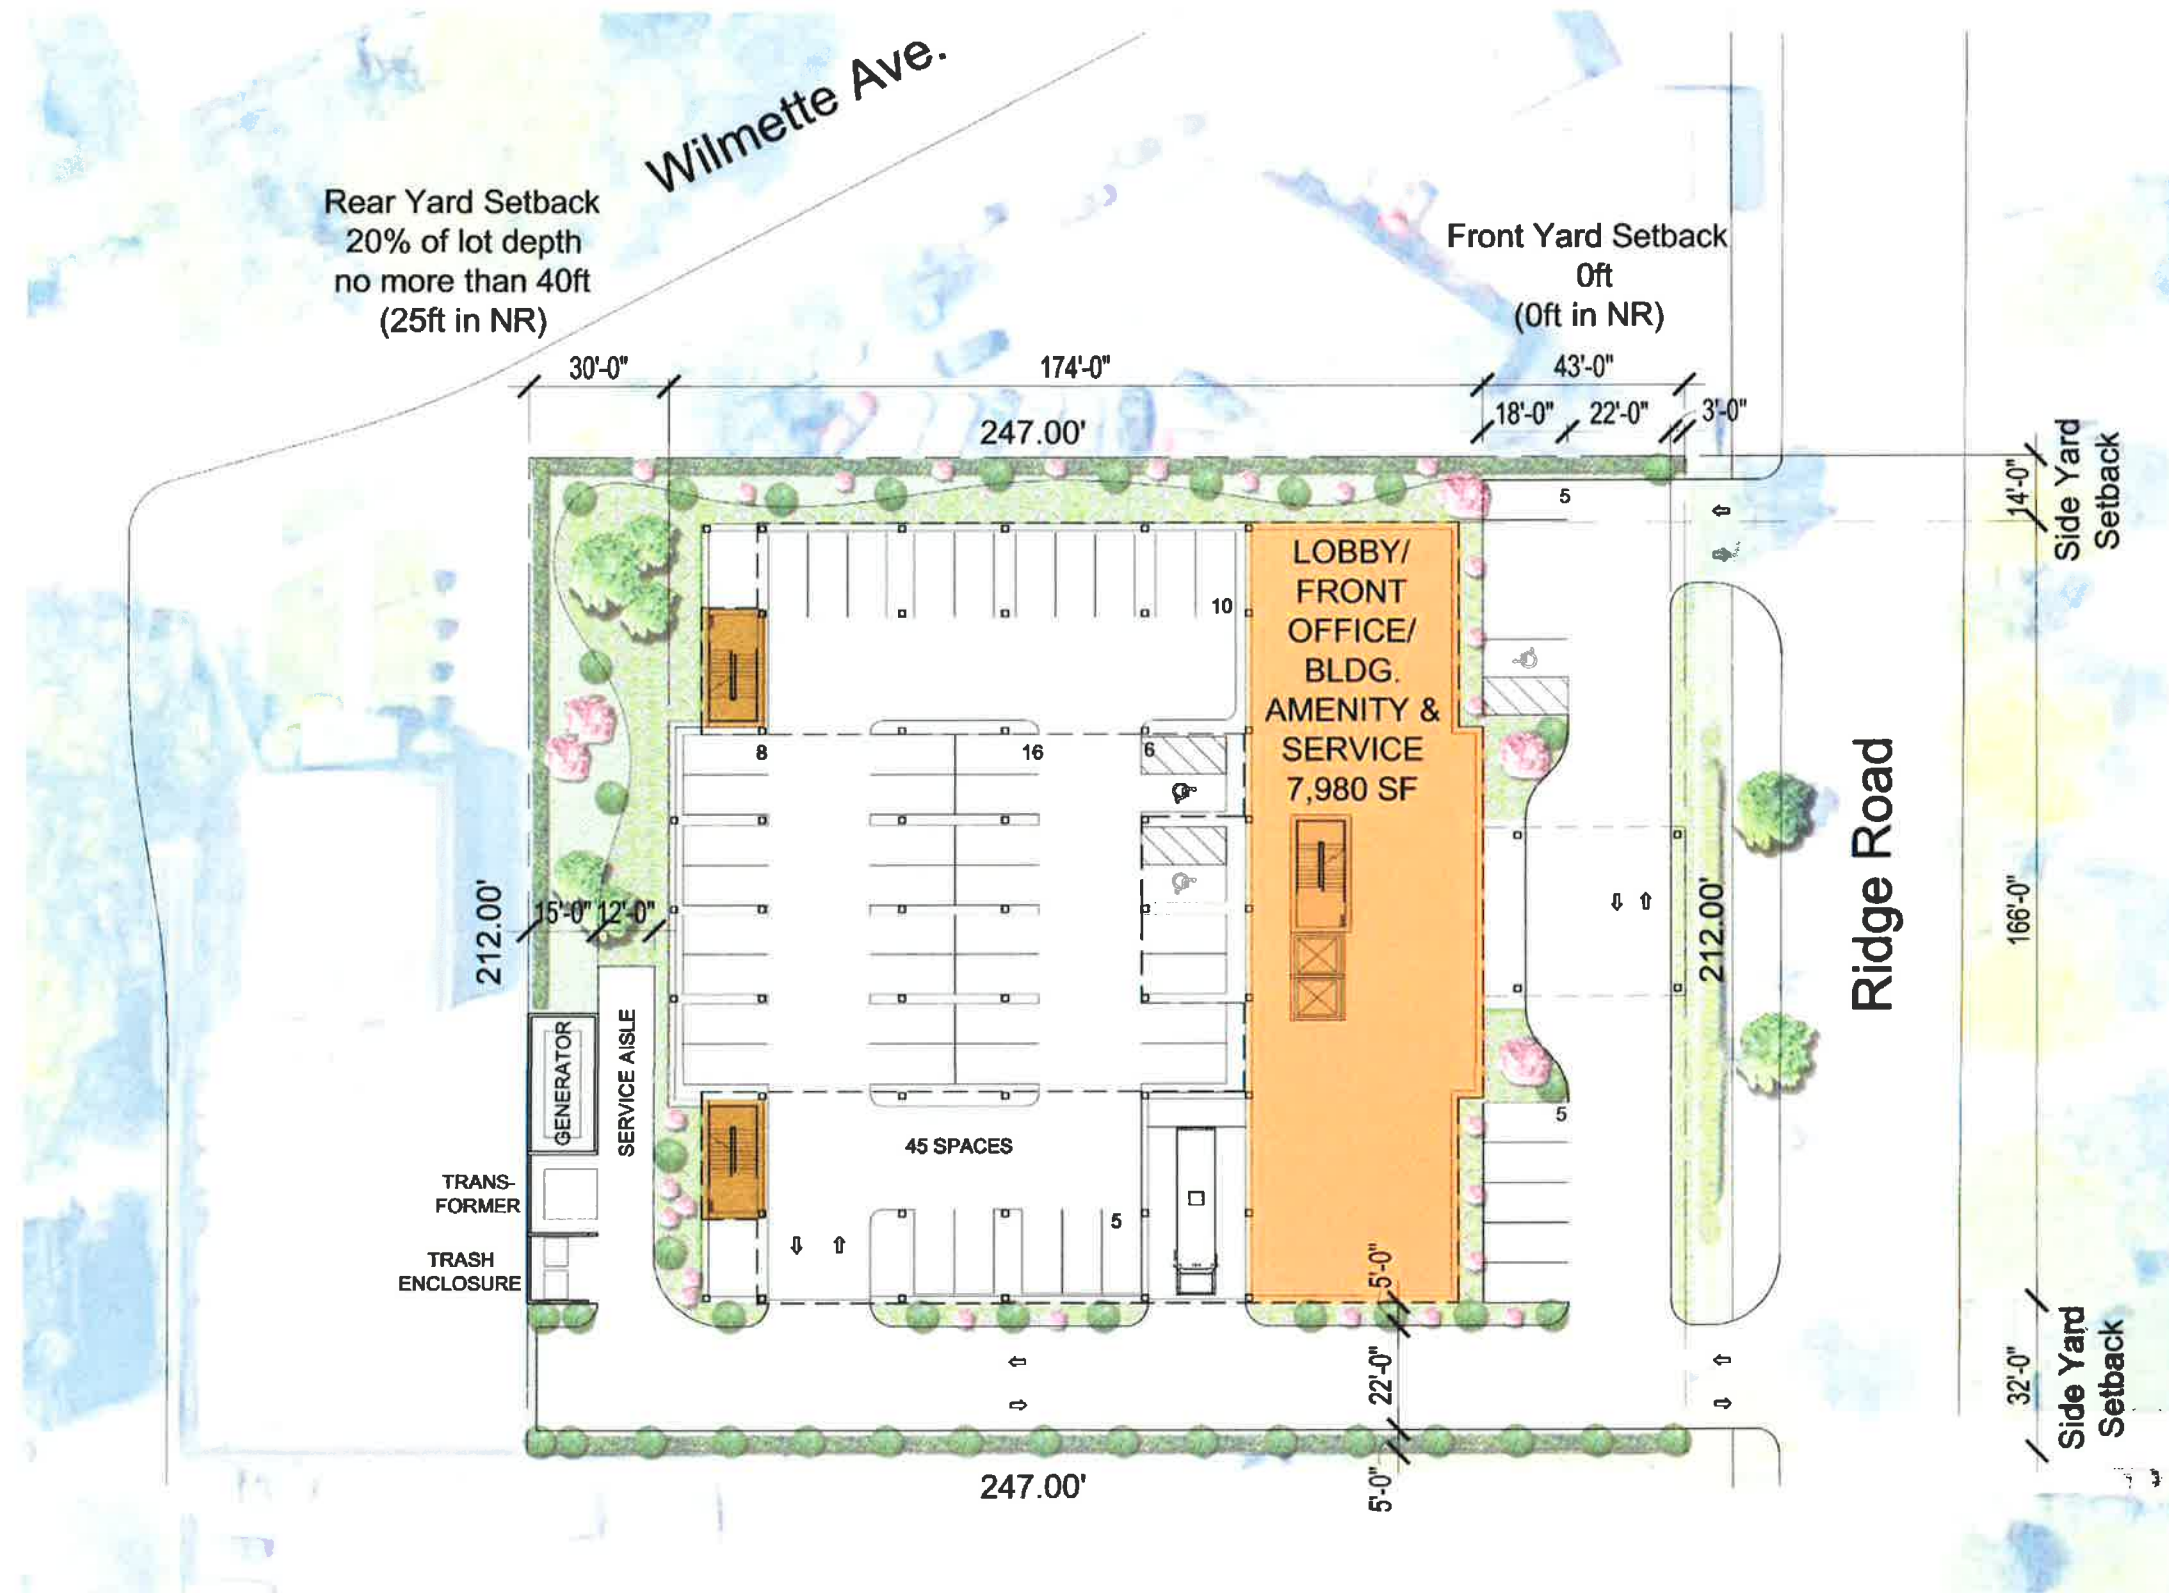 Wilmette Ave.
Rear Yard Setback
20% of lot depth
no more than 40ft
(25ft in NR)
Front Yard Setback
0ft
(0ft in NR)
30'-0"
174'-0"
43'-0"
18'-0"
22'-0"
3'-0"
247.00'
14'-0"
Side Yard
Setback
5
LOBBY/
FRONT
OFFICE/
BLDG.
AMENITY &
SERVICE
7,980 SF
10
8
16
6
212.00'
15'-0"
12'-0"
212.00'
Ridge Road
166'-0"
GENERATOR
SERVICE AISLE
5
45 SPACES
TRANS-
FORMER
5
TRASH
ENCLOSURE
5'-0"
22'-0"
32'-0"
Side Yard
Setback
247.00'
5'-0"